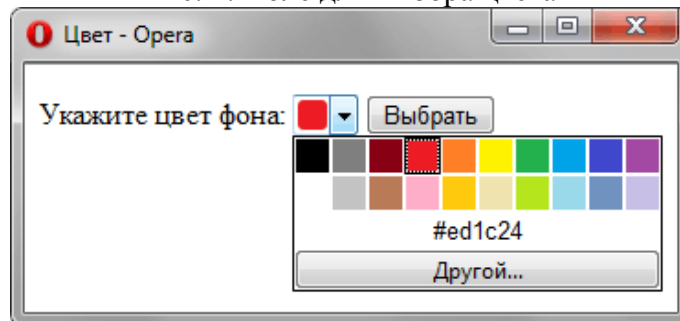 Цвет - Opera
Укажите цвет фона:
Выбрать
#ed1c24
Другой...